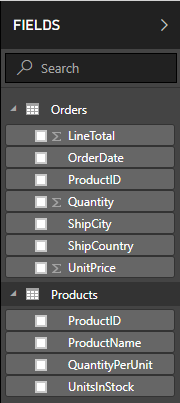 FIELDS
Search
Orders
Σ LineTotal
OrderDate
ProductID
Σ Quantity
ShipCity
ShipCountry
Σ UnitPrice
Products
ProductID
ProductName
QuantityPerUnit
UnitsInStock